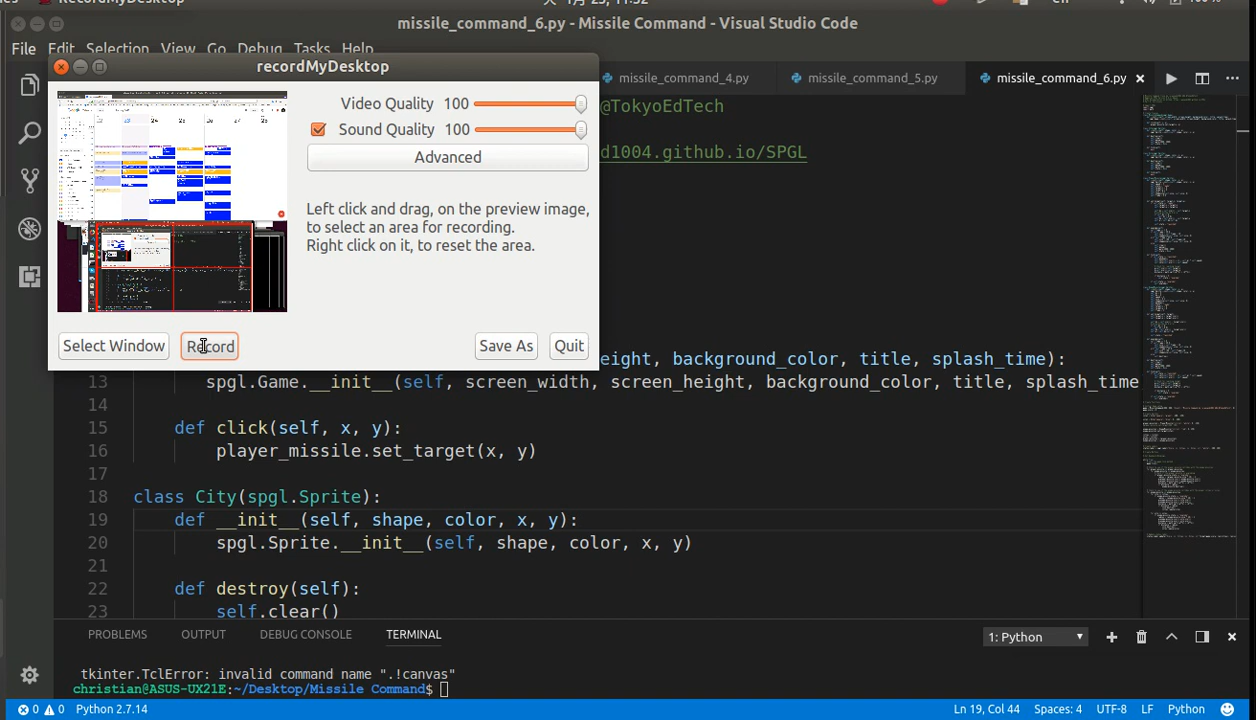 missile_command_6.py - Missile Command - Visual Studio Code
File Edit Selection View Go Debug Tasks Help
recordMyDesktop
missile_command_4.py missile_command_5.py missile_command_6.py
Video Quality 100
Sound Quality 100
Advanced
Left click and drag, on the preview image,
to select an area for recording.
Right click on it, to reset the area.
Select Window Record Save As Quit
@TokyoEdTech
d1004.github.io/SPGL
eight, background_color, title, splash_time):
13 spgl.Game.__init__(self, screen_width, screen_height, background_color, title, splash_time
14
15 def click(self, x, y):
16 player_missile.set_target(x, y)
17
18 class City(spgl.Sprite):
19 def __init__(self, shape, color, x, y):
20 spgl.Sprite.__init__(self, shape, color, x, y)
21
22 def destroy(self):
23 self.clear()
PROBLEMS OUTPUT DEBUG CONSOLE TERMINAL 1: Python
tkinter.TclError: invalid command name ".!canvas"
christian@ASUS-UX21E:~/Desktop/Missile Command$
0 0 Python 2.7.14 Ln 19, Col 44 Spaces: 4 UTF-8 LF Python